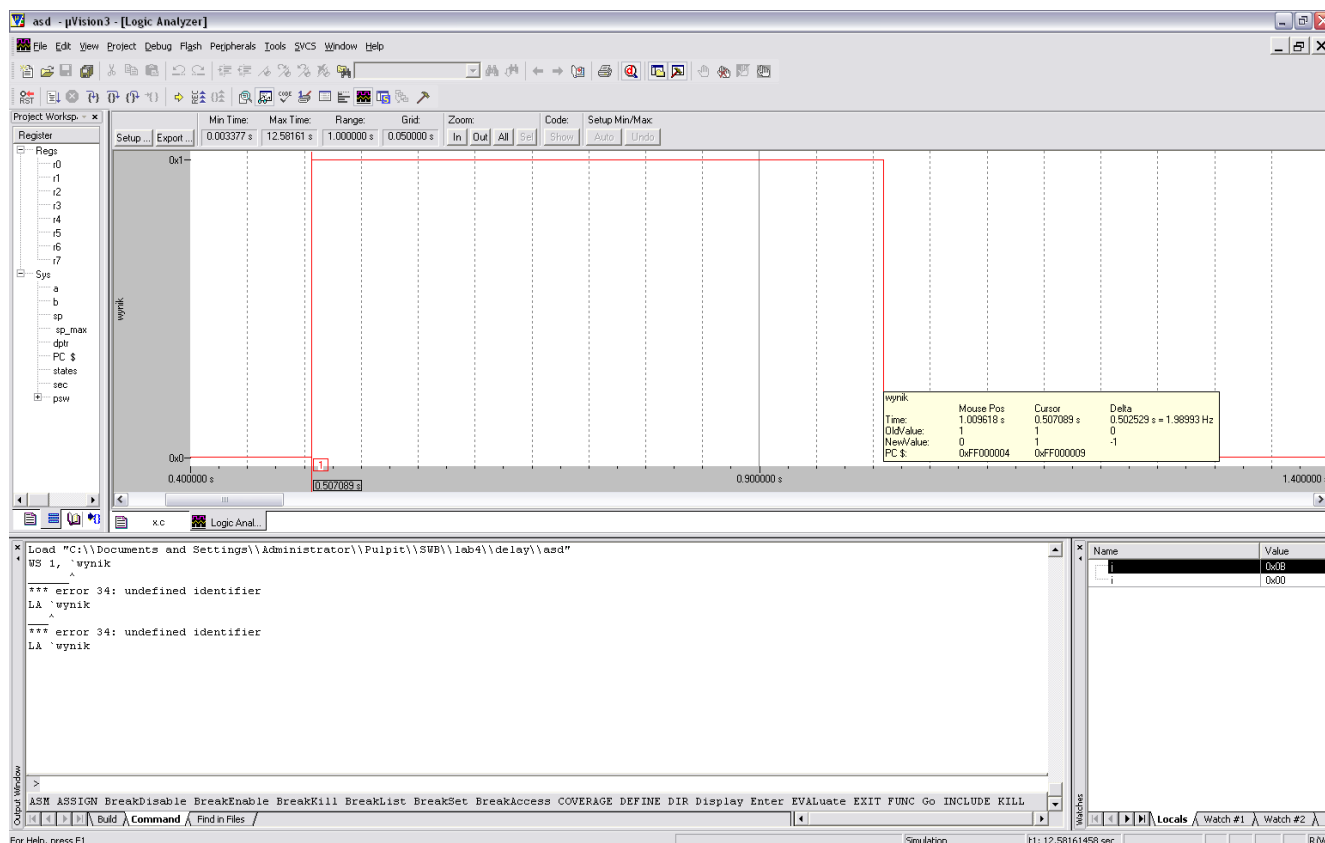 asd - µVision3 - [Logic Analyzer]
File Edit View Project Debug Flash Peripherals Tools SVCS Window Help
RST
Project Worksp.
Register
Regs
r0
r1
r2
r3
r4
r5
r6
r7
Sys
a
b
sp
sp_max
dptr
PC $
states
sec
psw
Min Time: Max Time: Range: Grid: Zoom: Code: Setup Min/Max:
Setup ... Export ... 0.003377 s 12.58161 s 1.000000 s 0.050000 s In Out All Sel Show Auto Undo
0x1
wynik
0x0
1
0.400000 s 0.900000 s 1.400000
0.507089 s
wynik
Mouse Pos Cursor Delta
Time: 1.009618 s 0.507089 s 0.502529 s = 1.98993 Hz
OldValue: 1 1 0
NewValue: 0 1 -1
PC $: 0xFF000004 0xFF000009
x.c Logic Anal...
Load "C:\\Documents and Settings\\Administrator\\Pulpit\\SWB\\lab4\\delay\\asd"
WS 1, `wynik
______^
*** error 34: undefined identifier
LA `wynik
___^
*** error 34: undefined identifier
LA `wynik
>
ASM ASSIGN BreakDisable BreakEnable BreakKill BreakList BreakSet BreakAccess COVERAGE DEFINE DIR Display Enter EVALuate EXIT FUNC Go INCLUDE KILL
Output Window
Build Command Find in Files
Name Value
j 0x0B
i 0x00
Watches
Locals Watch #1 Watch #2
For Help, press F1 Simulation t1: 12.58161458 sec